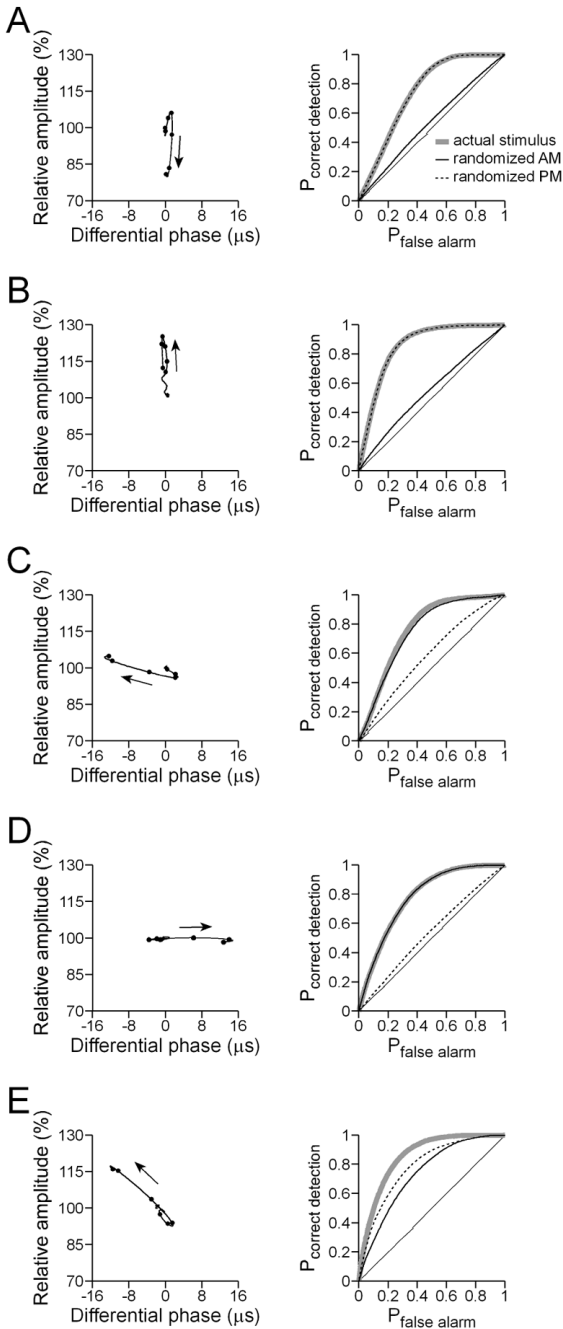 A
Relative amplitude (%)
130
115
100
85
70
-16 -8 0 8 16
Differential phase (μs)
P correct detection
1
0.8
0.6
0.4
0.2
0
0 0.2 0.4 0.6 0.8 1
P false alarm
actual stimulus
randomized AM
randomized PM
B
Relative amplitude (%)
130
115
100
85
70
-16 -8 0 8 16
Differential phase (μs)
P correct detection
1
0.8
0.6
0.4
0.2
0
0 0.2 0.4 0.6 0.8 1
P false alarm
C
Relative amplitude (%)
130
115
100
85
70
-16 -8 0 8 16
Differential phase (μs)
P correct detection
1
0.8
0.6
0.4
0.2
0
0 0.2 0.4 0.6 0.8 1
P false alarm
D
Relative amplitude (%)
130
115
100
85
70
-16 -8 0 8 16
Differential phase (μs)
P correct detection
1
0.8
0.6
0.4
0.2
0
0 0.2 0.4 0.6 0.8 1
P false alarm
E
Relative amplitude (%)
130
115
100
85
70
-16 -8 0 8 16
Differential phase (μs)
P correct detection
1
0.8
0.6
0.4
0.2
0
0 0.2 0.4 0.6 0.8 1
P false alarm